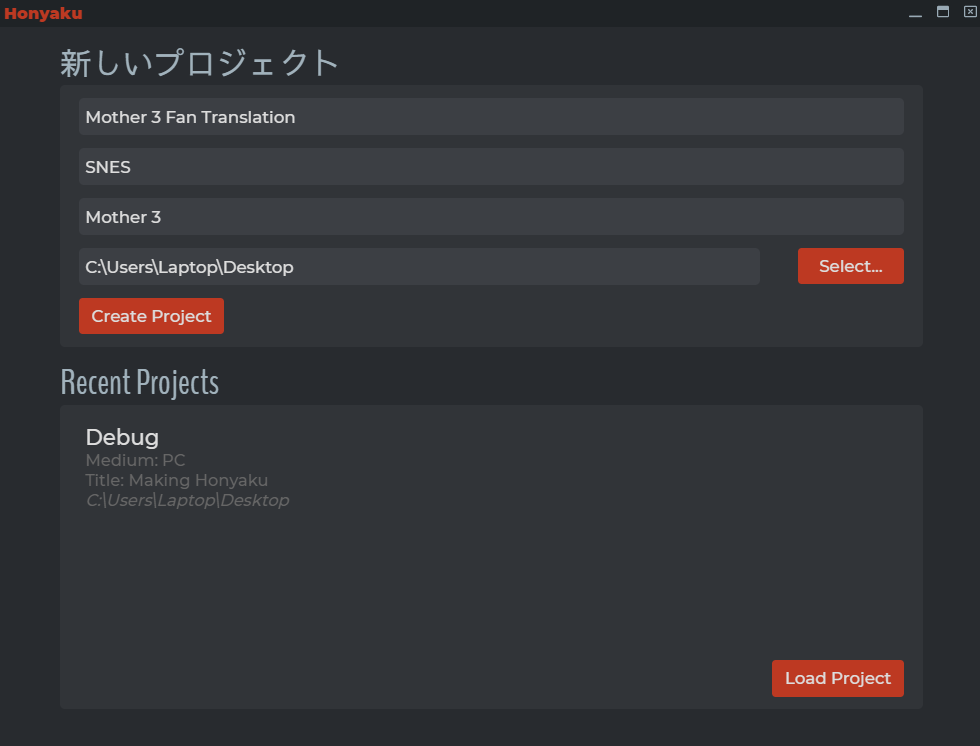 Honyaku
新しいプロジェクト
Mother 3 Fan Translation
SNES
Mother 3
C:\Users\Laptop\Desktop
Select...
Create Project
Recent Projects
Debug
Medium: PC
Title: Making Honyaku
C:\Users\Laptop\Desktop
Load Project